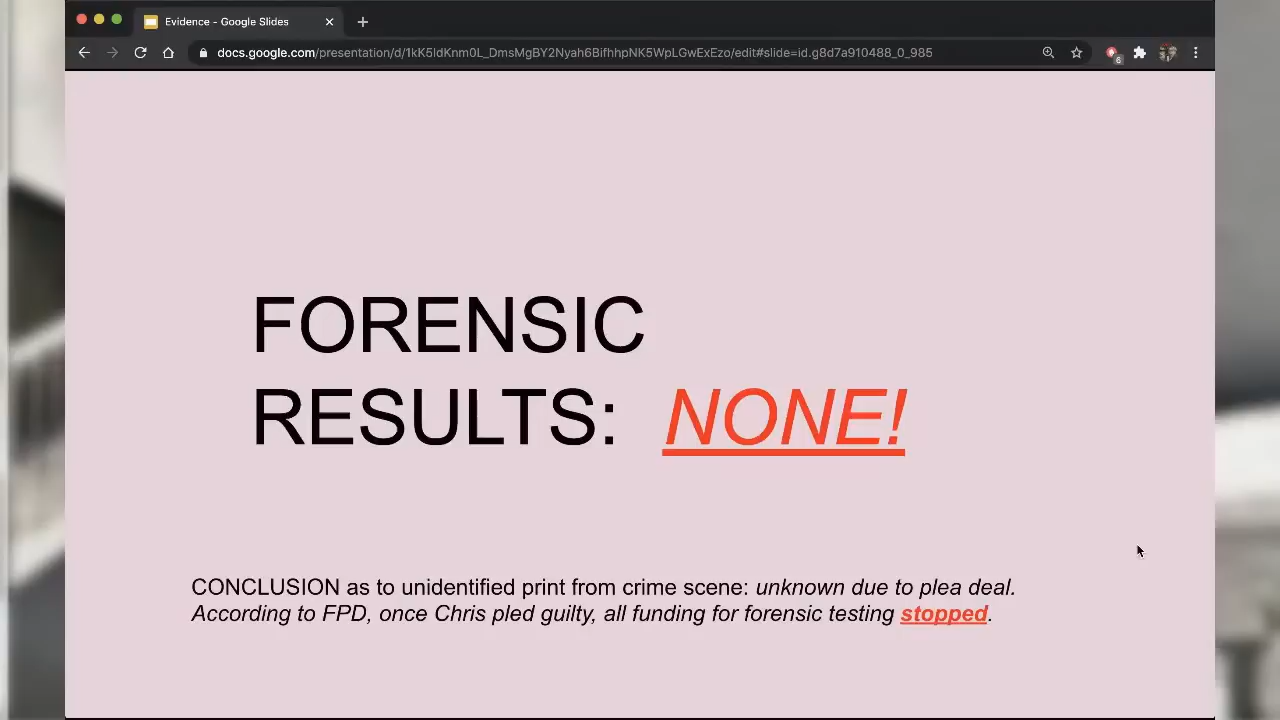 Evidence - Google Slides
docs.google.com/presentation/d/1kK5IdKnm0L_DmsMgBY2Nyah6BifhhpNK5WpLGwExEzo/edit#slide=id.g8d7a910488_0_985
6
FORENSIC
RESULTS: NONE!
CONCLUSION as to unidentified print from crime scene: unknown due to plea deal.
According to FPD, once Chris pled guilty, all funding for forensic testing stopped.